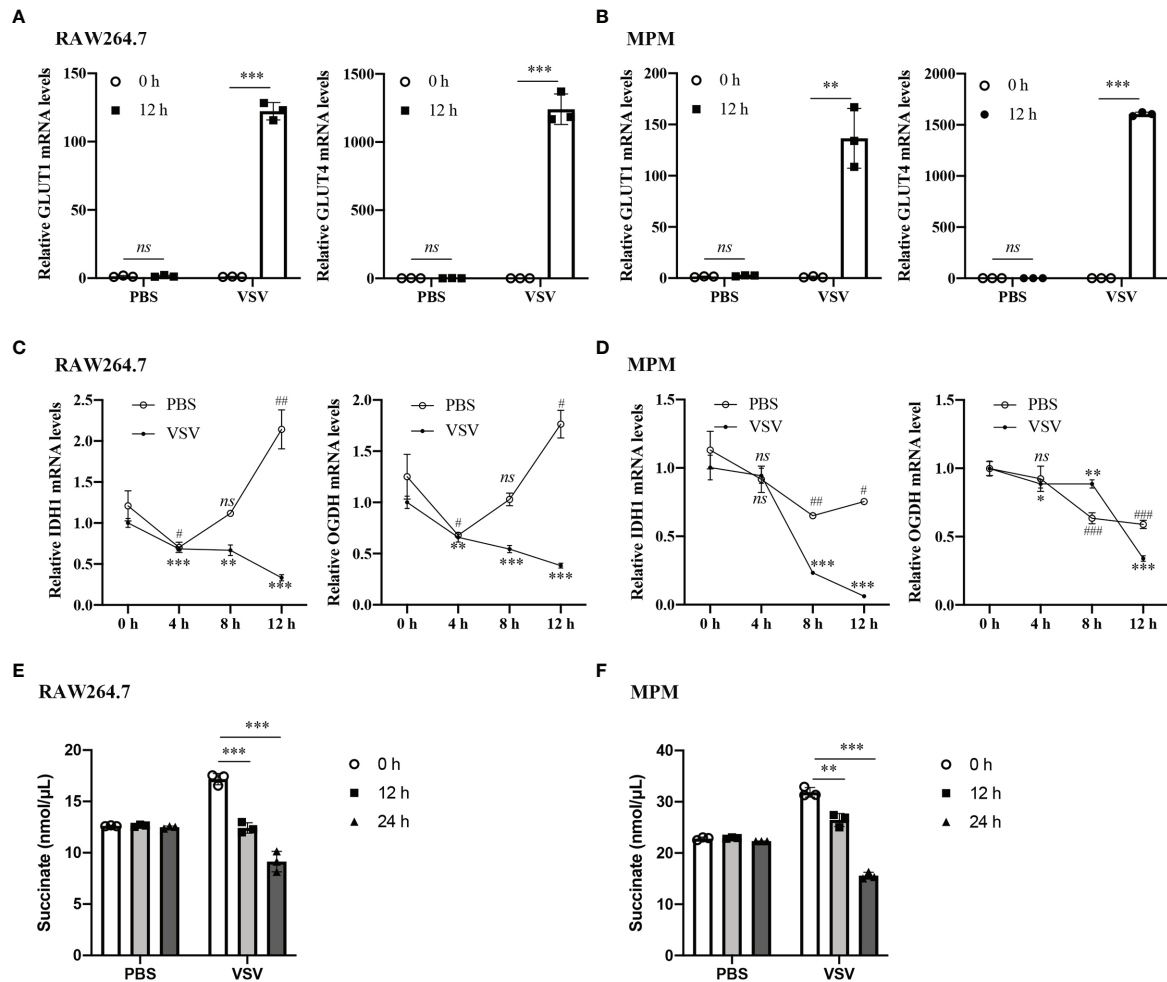 A
RAW264.7
Relative GLUT1 mRNA levels
150
100
50
0
0 h
12 h
***
ns
PBS
VSV
Relative GLUT4 mRNA levels
1500
1000
500
0
0 h
12 h
***
ns
PBS
VSV
B
MPM
Relative GLUT1 mRNA levels
200
150
100
50
0
0 h
12 h
**
ns
PBS
VSV
Relative GLUT4 mRNA levels
2000
1500
1000
500
0
0 h
12 h
***
ns
PBS
VSV
C
RAW264.7
Relative IDH1 mRNA levels
2.5
2.0
1.5
1.0
0.5
0.0
PBS
VSV
##
ns
#
***
**
***
0 h
4 h
8 h
12 h
Relative OGDH mRNA levels
2.0
1.5
1.0
0.5
0.0
PBS
VSV
#
ns
#
**
***
***
0 h
4 h
8 h
12 h
D
MPM
Relative IDH1 mRNA levels
1.5
1.0
0.5
0.0
PBS
VSV
ns
ns
##
#
***
***
0 h
4 h
8 h
12 h
Relative OGDH mRNA level
1.5
1.0
0.5
0.0
PBS
VSV
ns
*
**
###
###
***
0 h
4 h
8 h
12 h
E
RAW264.7
Succinate (nmol/μL)
20
15
10
5
0
***
***
PBS
VSV
0 h
12 h
24 h
F
MPM
Succinate (nmol/μL)
40
30
20
10
0
***
**
PBS
VSV
0 h
12 h
24 h